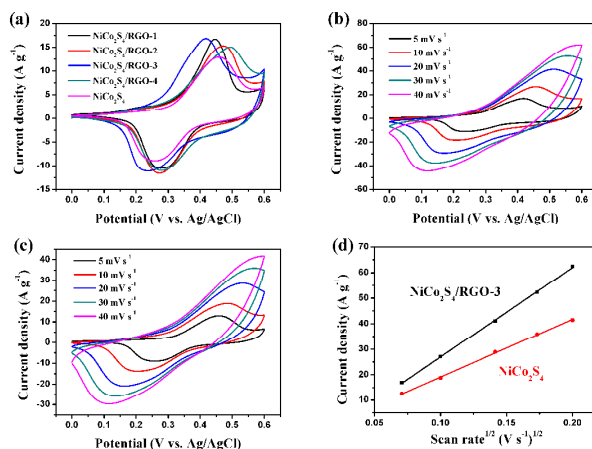 (a)
NiCo₂S₄/RGO-1
NiCo₂S₄/RGO-2
NiCo₂S₄/RGO-3
NiCo₂S₄/RGO-4
NiCo₂S₄
Current density (A g⁻¹)
20
15
10
5
0
-5
-10
-15
0.0 0.1 0.2 0.3 0.4 0.5 0.6
Potential (V vs. Ag/AgCl)
(b)
5 mV s⁻¹
10 mV s⁻¹
20 mV s⁻¹
30 mV s⁻¹
40 mV s⁻¹
Current density (A g⁻¹)
80
60
40
20
0
-20
-40
-60
0.0 0.1 0.2 0.3 0.4 0.5 0.6
Potential (V vs. Ag/AgCl)
(c)
5 mV s⁻¹
10 mV s⁻¹
20 mV s⁻¹
30 mV s⁻¹
40 mV s⁻¹
Current density (A g⁻¹)
40
30
20
10
0
-10
-20
-30
0.0 0.1 0.2 0.3 0.4 0.5 0.6
Potential (V vs. Ag/AgCl)
(d)
NiCo₂S₄/RGO-3
NiCo₂S₄
Current density (A g⁻¹)
70
60
50
40
30
20
10
0.05 0.10 0.15 0.20
Scan rate¹/² (V s⁻¹)¹/²